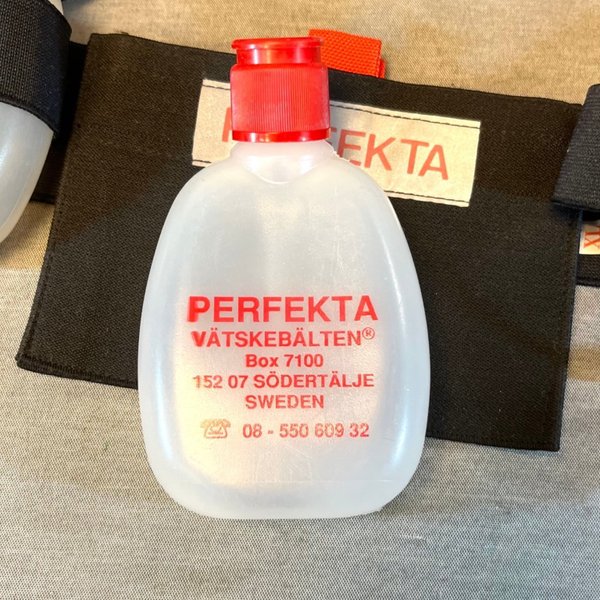 EKTA
PERFEKTA
VÄTSKEBÄLTEN®
Box 7100
152 07 SÖDERTÄLJE
SWEDEN
☏ 08 - 550 609 32